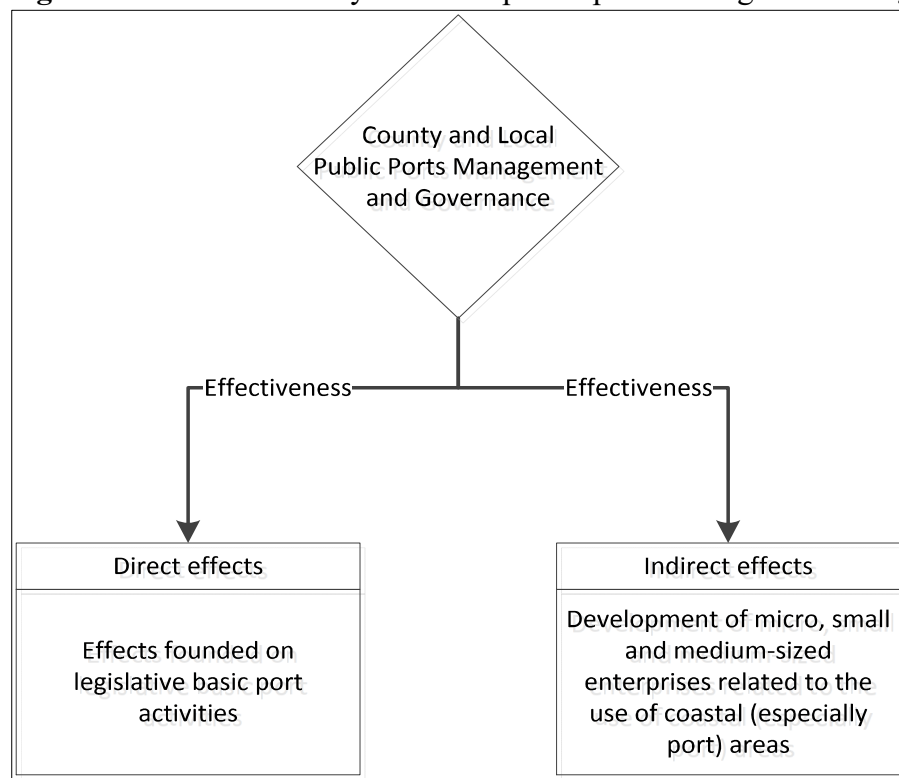 County and Local
Public Ports Management
and Governance
Effectiveness Effectiveness
Direct effects
Effects founded on
legislative basic port
activities
Indirect effects
Development of micro, small
and medium-sized
enterprises related to the
use of coastal (especially
port) areas